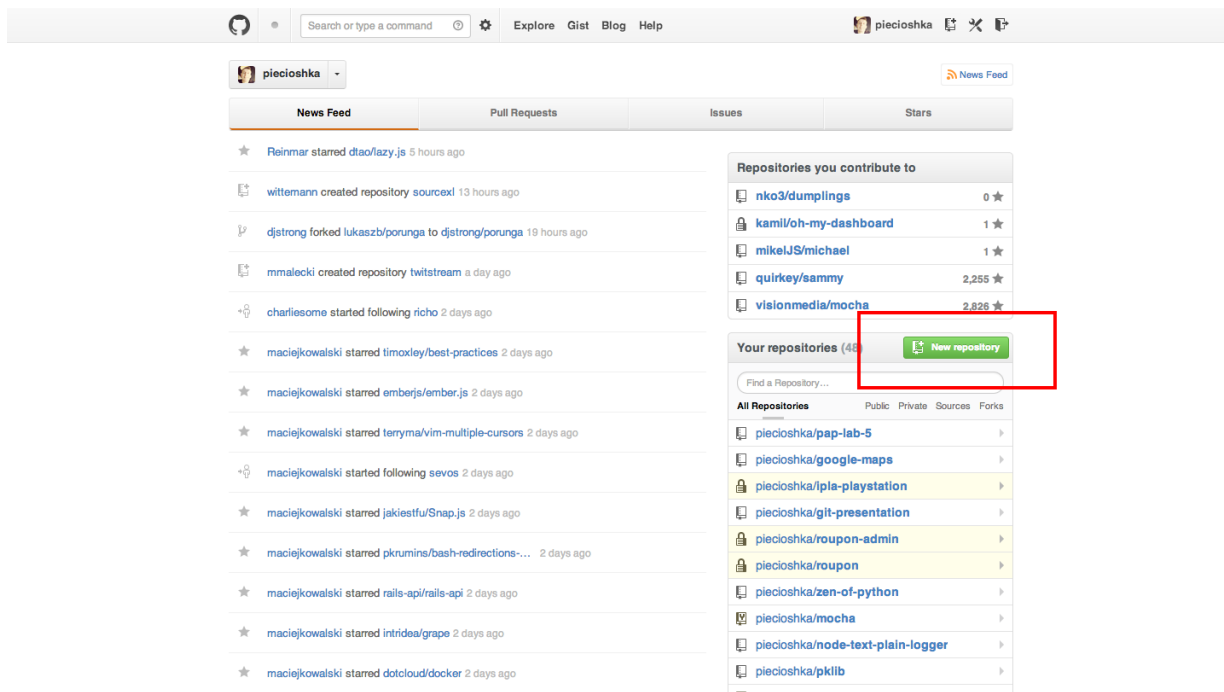 Search or type a command
Explore Gist Blog Help
piecioshka
piecioshka
News Feed
News Feed
Pull Requests
Issues
Stars
Reinmar starred dtao/lazy.js 5 hours ago
wittemann created repository sourcexl 13 hours ago
djstrong forked lukaszb/porunga to djstrong/porunga 19 hours ago
mmalecki created repository twitstream a day ago
charliesome started following richo 2 days ago
maciejkowalski starred timoxley/best-practices 2 days ago
maciejkowalski starred emberjs/ember.js 2 days ago
maciejkowalski starred terryma/vim-multiple-cursors 2 days ago
maciejkowalski started following sevos 2 days ago
maciejkowalski starred jakiestfu/Snap.js 2 days ago
maciejkowalski starred pkrumins/bash-redirections-... 2 days ago
maciejkowalski starred rails-api/rails-api 2 days ago
maciejkowalski starred intridea/grape 2 days ago
maciejkowalski starred dotcloud/docker 2 days ago
Repositories you contribute to
nko3/dumplings 0
kamil/oh-my-dashboard 1
mikelJS/michael 1
quirkey/sammy 2,255
visionmedia/mocha 2,826
Your repositories (48)
New repository
Find a Repository...
All Repositories Public Private Sources Forks
piecioshka/pap-lab-5
piecioshka/google-maps
piecioshka/ipla-playstation
piecioshka/git-presentation
piecioshka/roupon-admin
piecioshka/roupon
piecioshka/zen-of-python
piecioshka/mocha
piecioshka/node-text-plain-logger
piecioshka/pklib